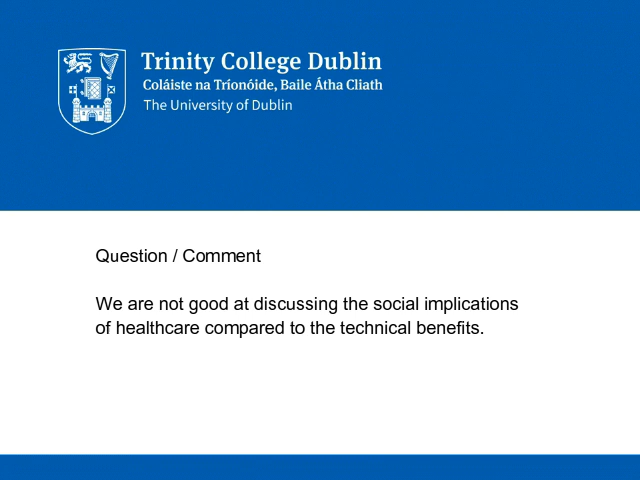 Trinity College Dublin
Coláiste na Tríonóide, Baile Átha Cliath
The University of Dublin
Question / Comment
We are not good at discussing the social implications
of healthcare compared to the technical benefits.